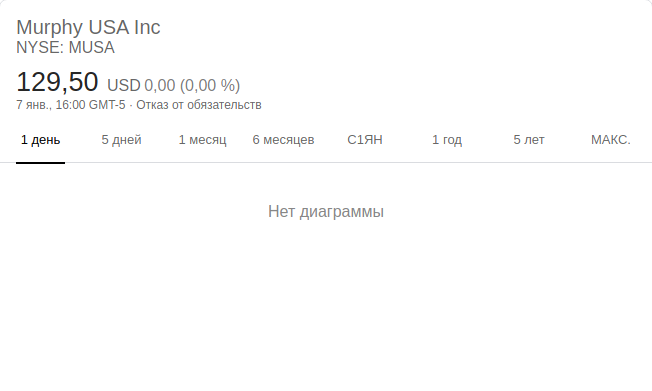 Murphy USA Inc
NYSE: MUSA
129,50 USD 0,00 (0,00 %)
7 янв., 16:00 GMT-5 · Отказ от обязательств
1 день 5 дней 1 месяц 6 месяцев С1ЯН 1 год 5 лет МАКС.
Нет диаграммы